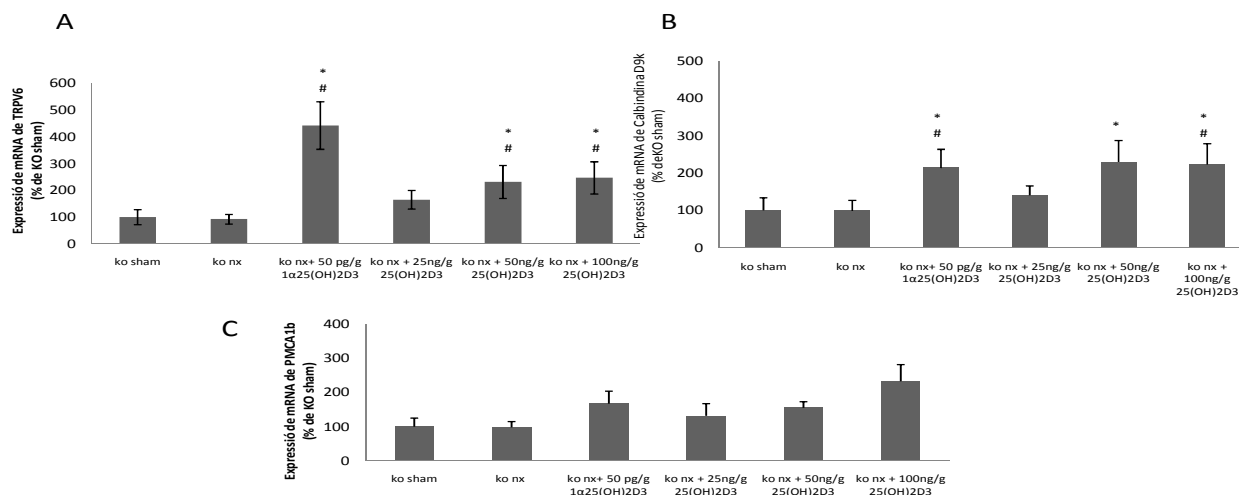 A
Expressió de mRNA de TRPV6
(% de KO sham)
600
500
400
300
200
100
0
*
#
*
#
*
#
ko sham
ko nx
ko nx+ 50 pg/g
1α25(OH)2D3
ko nx + 25ng/g
25(OH)2D3
ko nx + 50ng/g
25(OH)2D3
ko nx + 100ng/g
25(OH)2D3
B
Expressió de mRNA de Calbindina D9k
(% deKO sham)
500
400
300
200
100
0
*
#
*
*
#
ko sham
ko nx
ko nx+ 50 pg/g
1α25(OH)2D3
ko nx + 25ng/g
25(OH)2D3
ko nx + 50ng/g
25(OH)2D3
ko nx +
100ng/g
25(OH)2D3
C
Expressió de mRNA de PMCA1b
(% de KO sham)
400
300
200
100
0
ko sham
ko nx
ko nx+ 50 pg/g
1α25(OH)2D3
ko nx + 25ng/g
25(OH)2D3
ko nx + 50ng/g
25(OH)2D3
ko nx + 100ng/g
25(OH)2D3